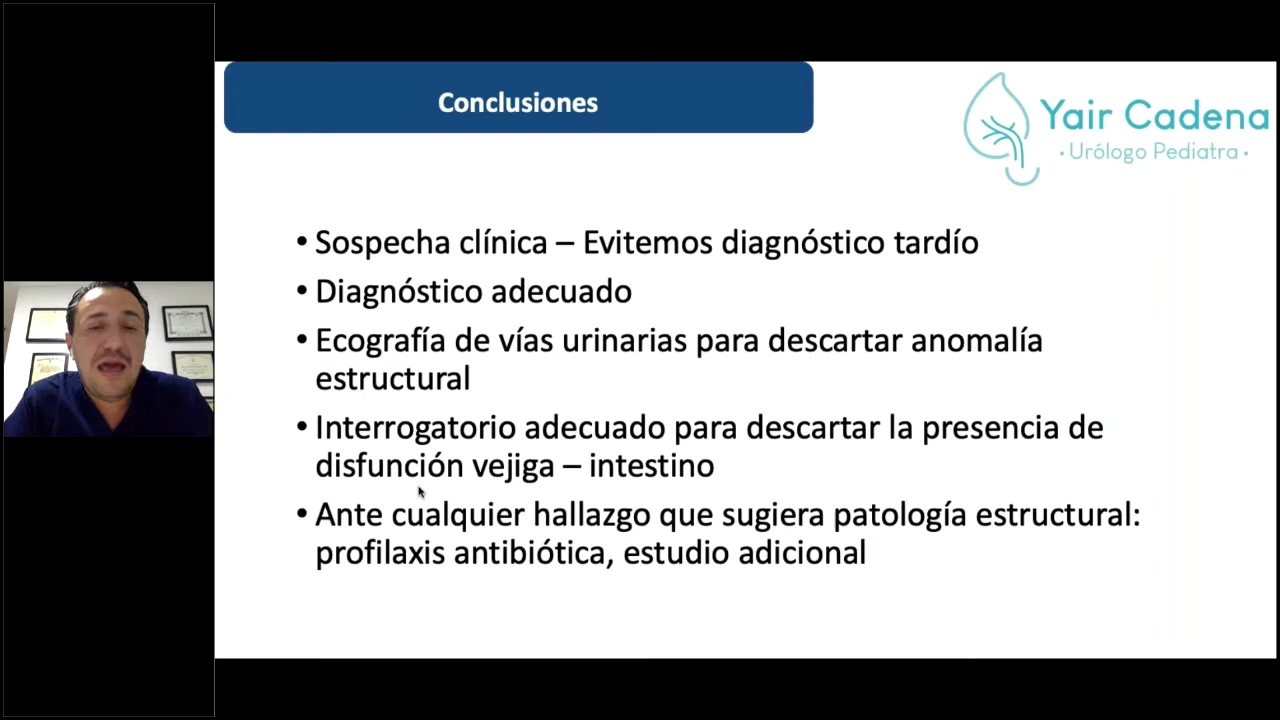 Conclusiones
Yair Cadena
· Urólogo Pediatra ·
• Sospecha clínica – Evitemos diagnóstico tardío
• Diagnóstico adecuado
• Ecografía de vías urinarias para descartar anomalía
estructural
• Interrogatorio adecuado para descartar la presencia de
disfunción vejiga – intestino
• Ante cualquier hallazgo que sugiera patología estructural:
profilaxis antibiótica, estudio adicional